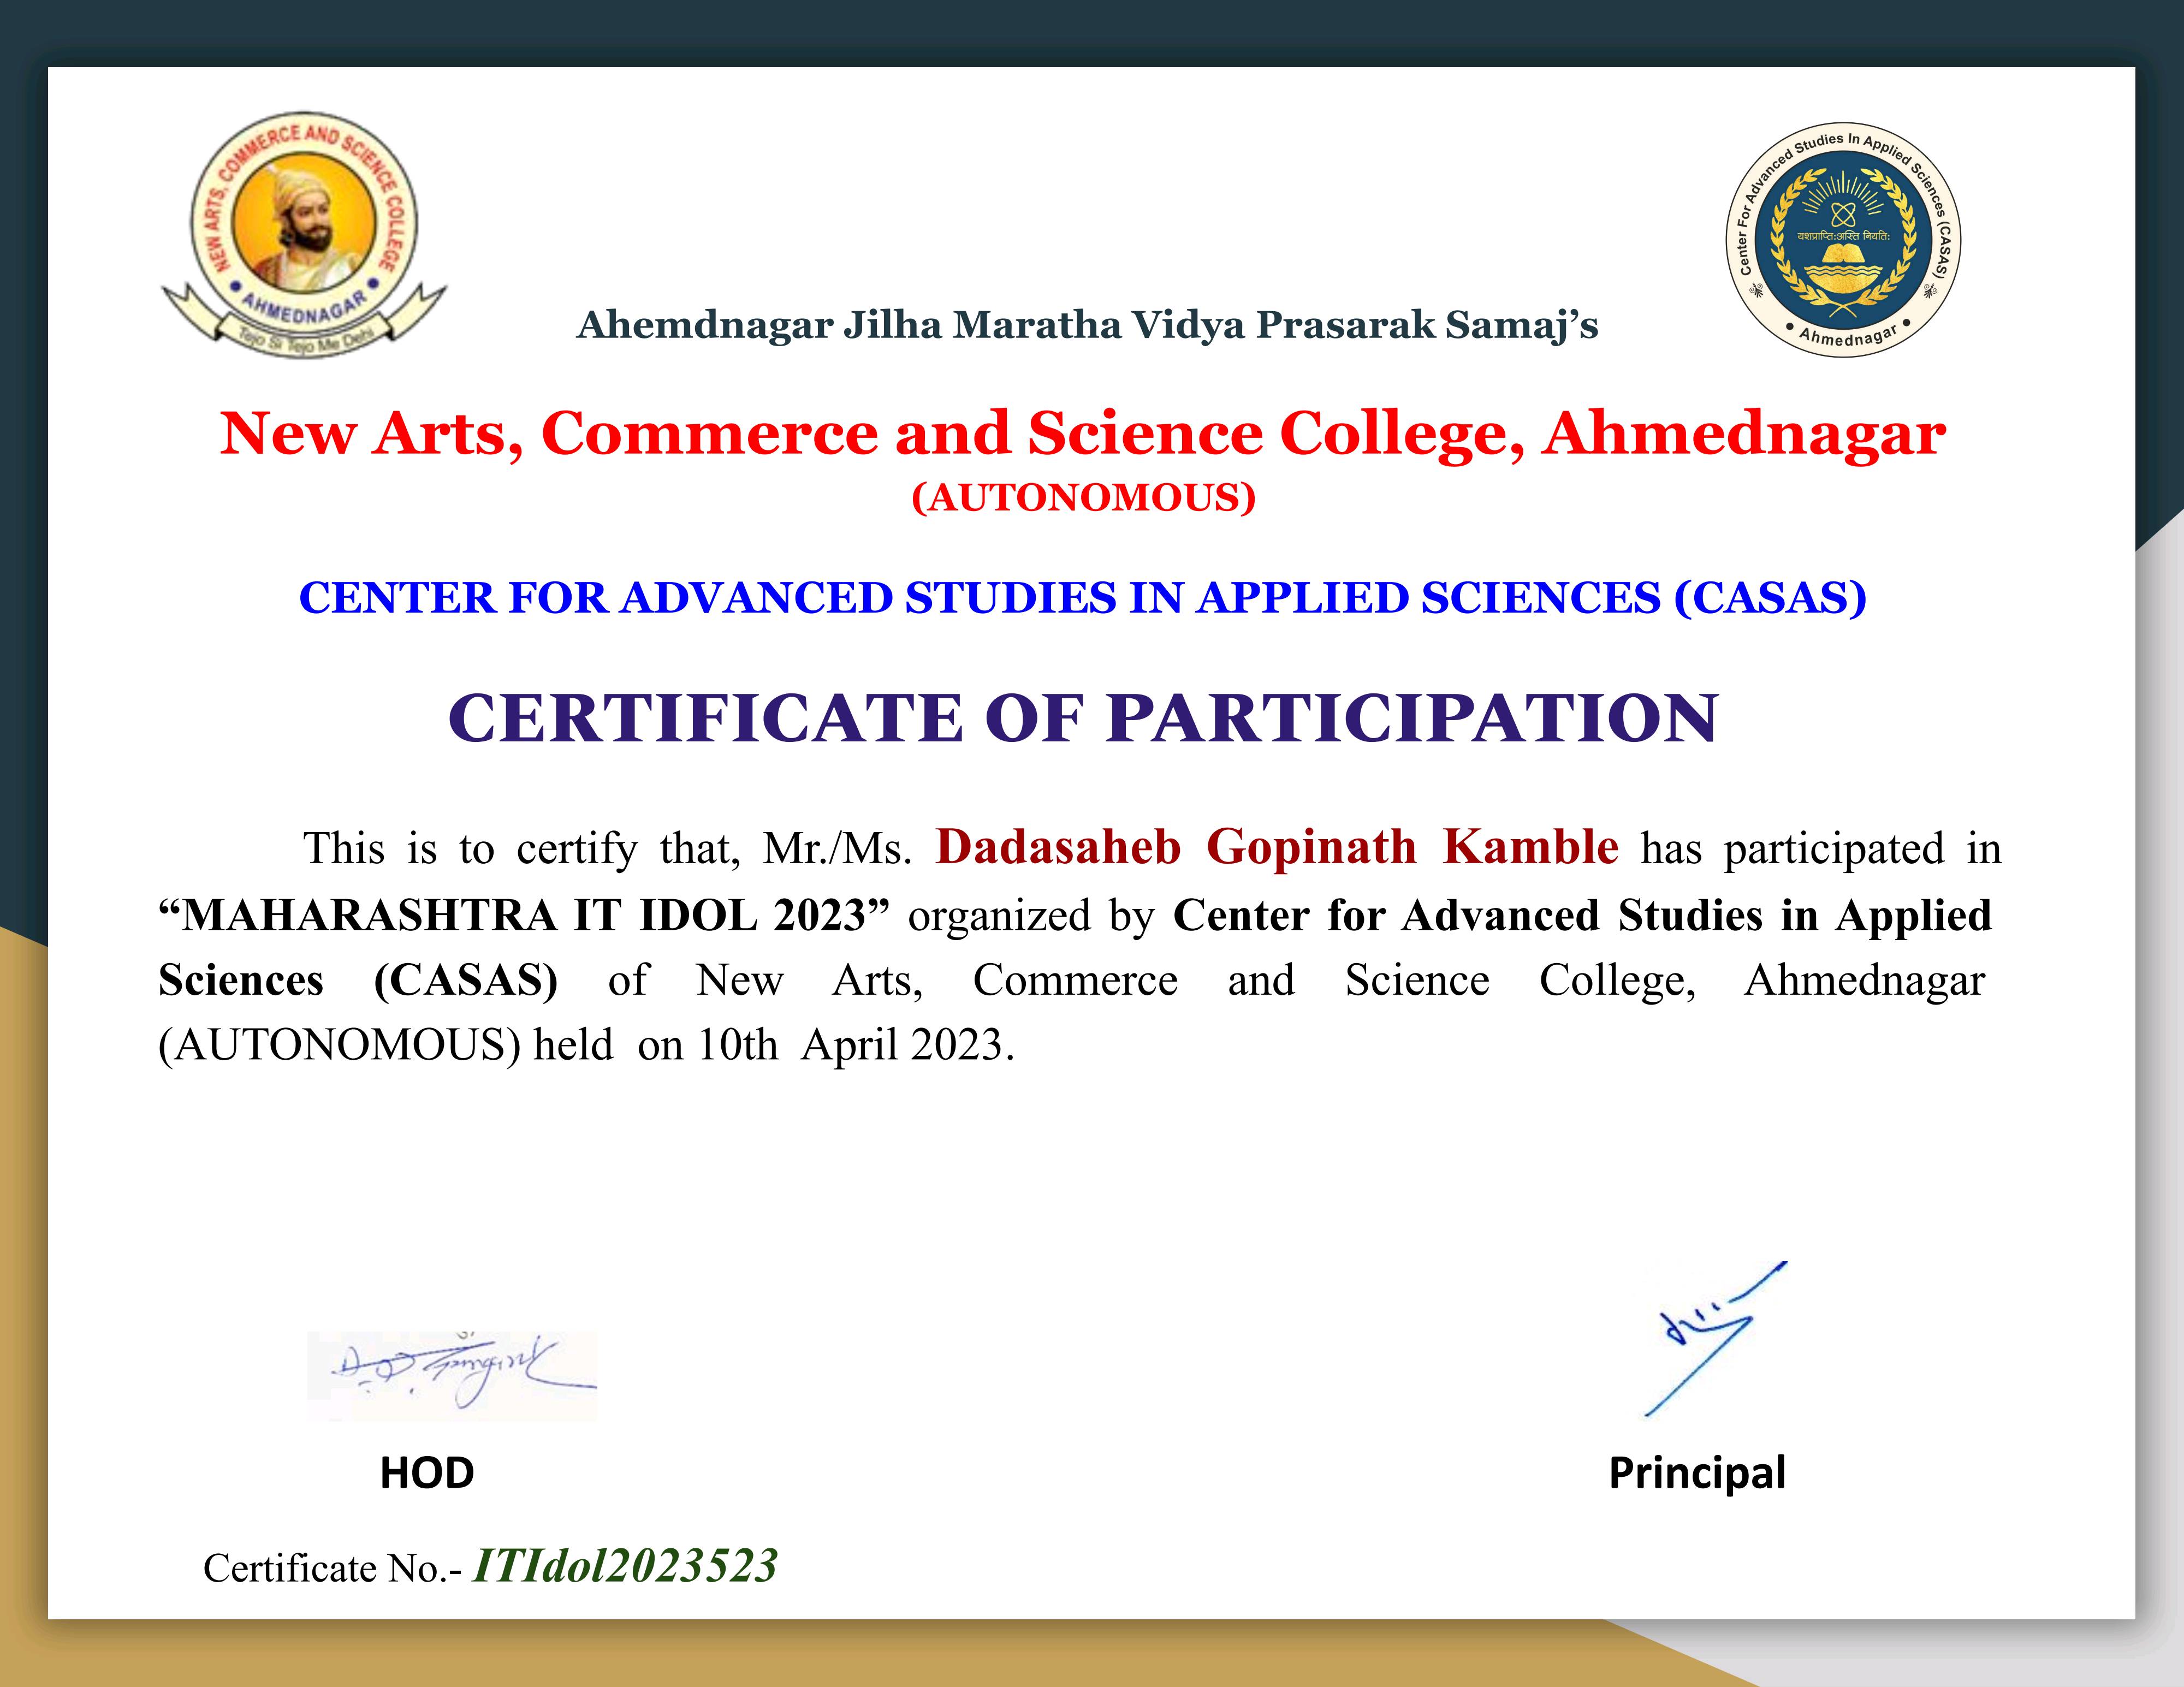 NEW ARTS, COMMERCE AND SCIENCE COLLEGE
AHMEDNAGAR
Tejo Si Tejo Me Dehi
Center For Advanced Studies In Applied Sciences (CASAS)
यशप्राप्ति:अस्ति नियति:
Ahmednagar
Ahemdnagar Jilha Maratha Vidya Prasarak Samaj’s
New Arts, Commerce and Science College, Ahmednagar
(AUTONOMOUS)
CENTER FOR ADVANCED STUDIES IN APPLIED SCIENCES (CASAS)
CERTIFICATE OF PARTICIPATION
This is to certify that, Mr./Ms. Dadasaheb Gopinath Kamble has participated in
“MAHARASHTRA IT IDOL 2023” organized by Center for Advanced Studies in Applied
Sciences (CASAS) of New Arts, Commerce and Science College, Ahmednagar
(AUTONOMOUS) held on 10th April 2023.
HOD
Principal
Certificate No.- ITIdol2023523